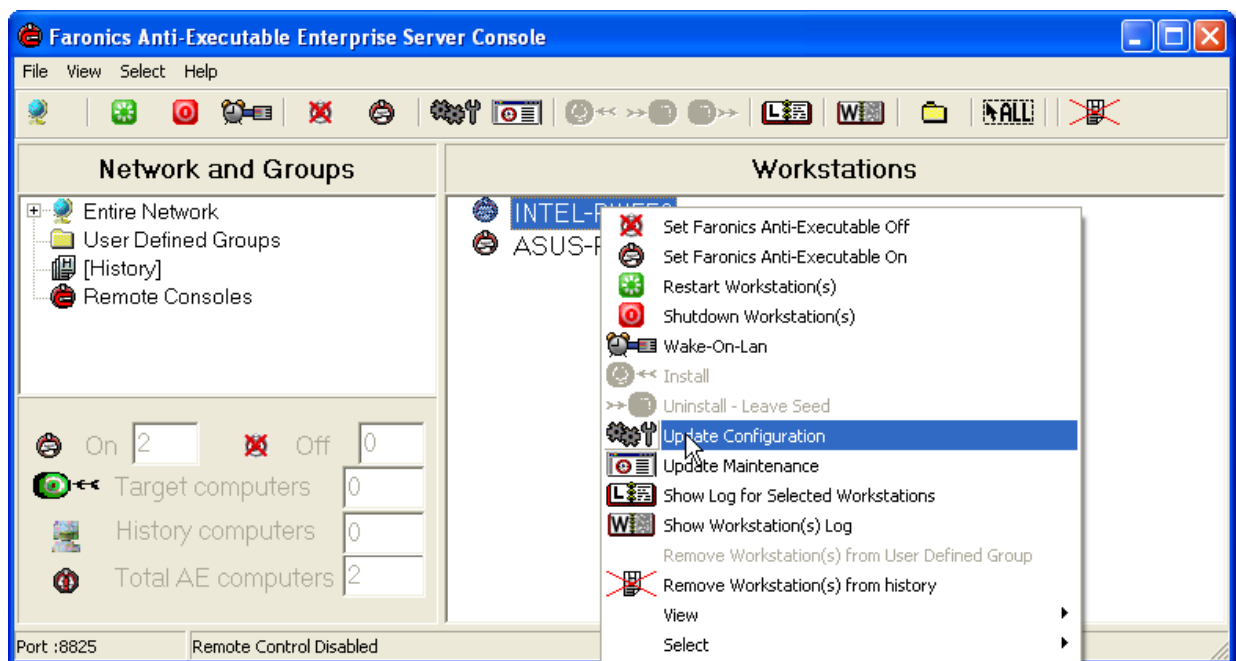 Faronics Anti-Executable Enterprise Server Console
File View Select Help
ALL
Network and Groups
Workstations
Entire Network
User Defined Groups
[History]
Remote Consoles
Set Faronics Anti-Executable Off
Set Faronics Anti-Executable On
Restart Workstation(s)
Shutdown Workstation(s)
Wake-On-Lan
Install
Uninstall - Leave Seed
Update Configuration
Update Maintenance
Show Log for Selected Workstations
Show Workstation(s) Log
Remove Workstation(s) from User Defined Group
Remove Workstation(s) from history
View
Select
On 2 Off 0
Target computers 0
History computers 0
Total AE computers 2
Port :8825 Remote Control Disabled